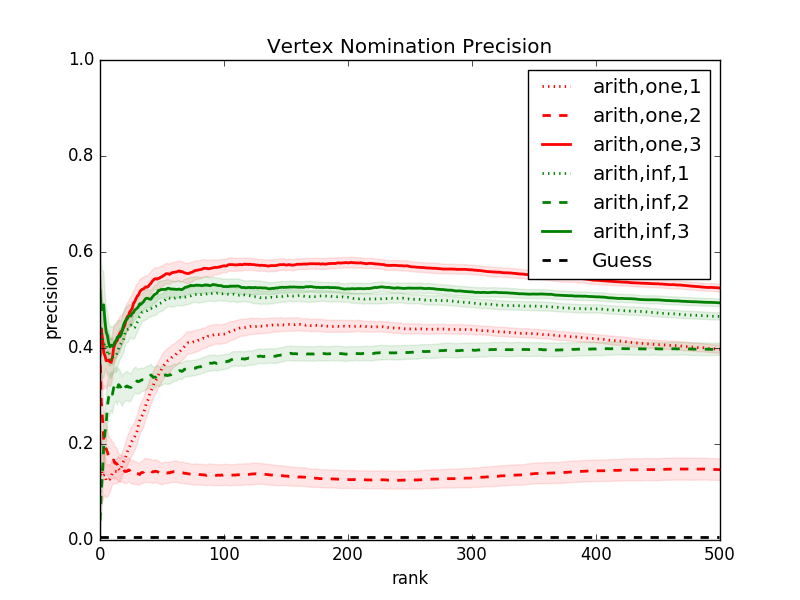 Vertex Nomination Precision
1.0
0.8
0.6
0.4
0.2
0.0
precision
0
100
200
300
400
500
rank
arith,one,1
arith,one,2
arith,one,3
arith,inf,1
arith,inf,2
arith,inf,3
Guess